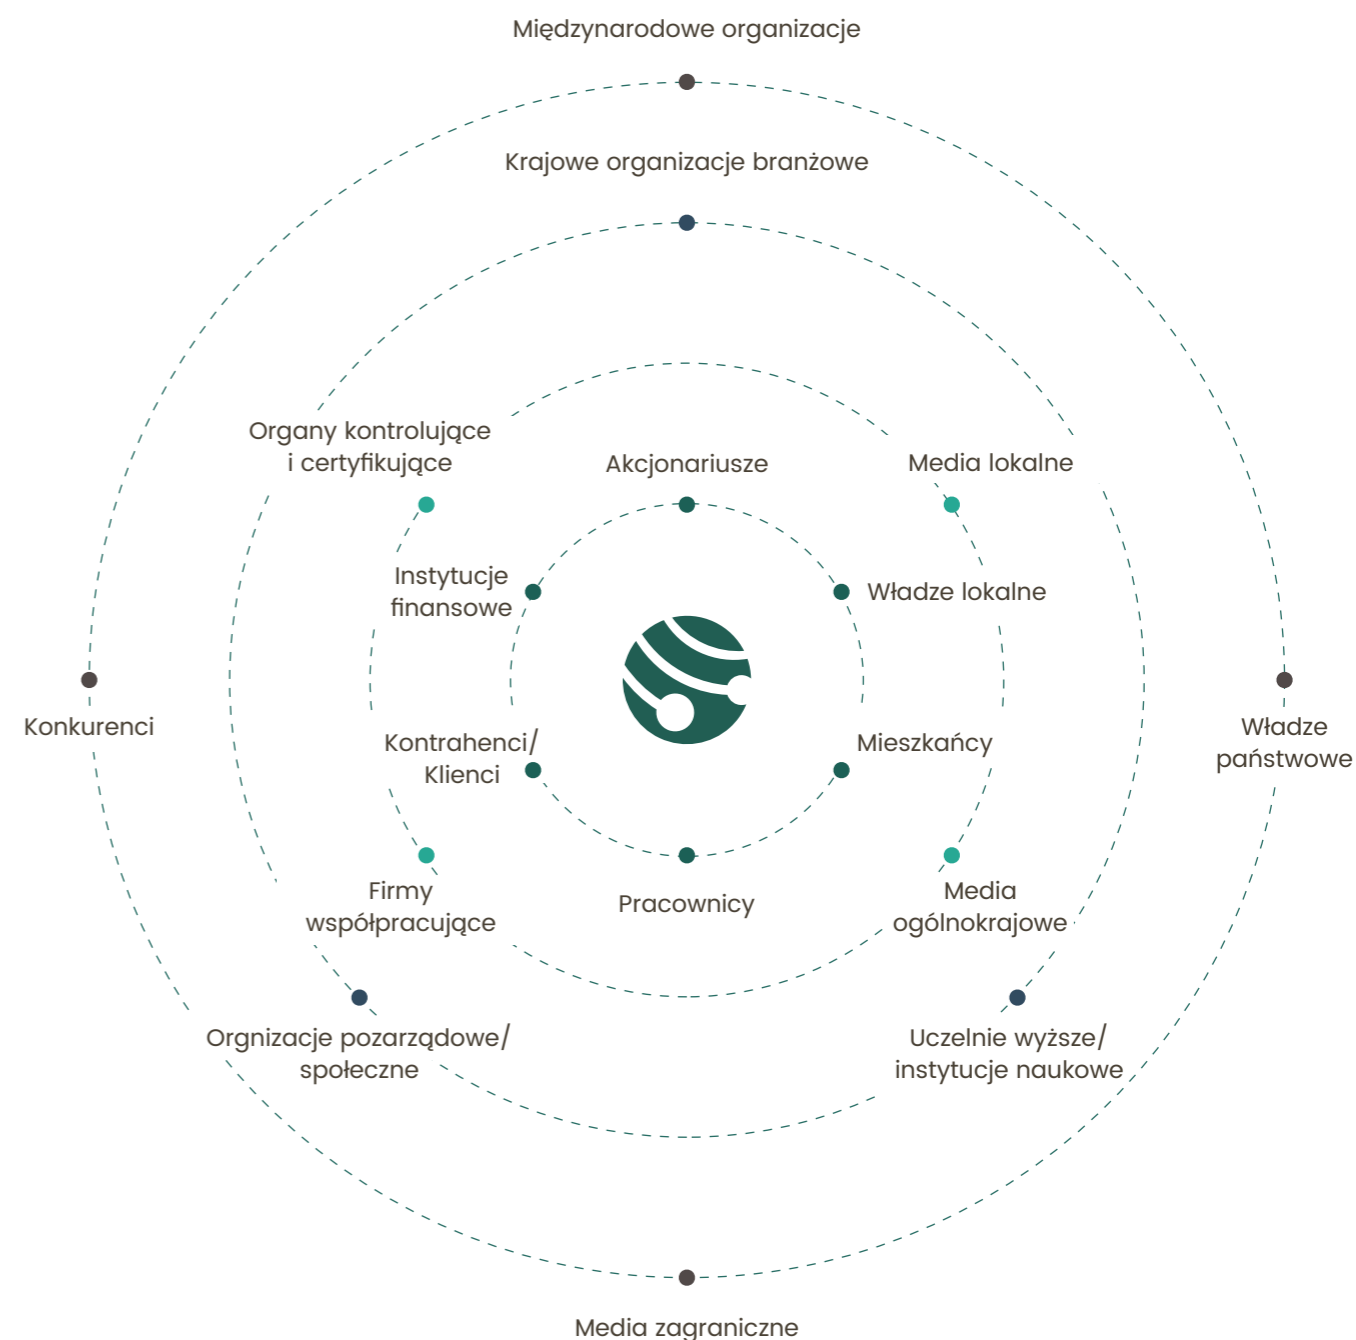 Międzynarodowe organizacje
Krajowe organizacje branżowe
Organy kontrolujące
i certyfikujące
Akcjonariusze
Media lokalne
Instytucje
finansowe
Władze lokalne
Konkurenci
Kontrahenci/
Klienci
Mieszkańcy
Władze
państwowe
Firmy
współpracujące
Pracownicy
Media
ogólnokrajowe
Orgnizacje pozarządowe/
społeczne
Uczelnie wyższe/
instytucje naukowe
Media zagraniczne